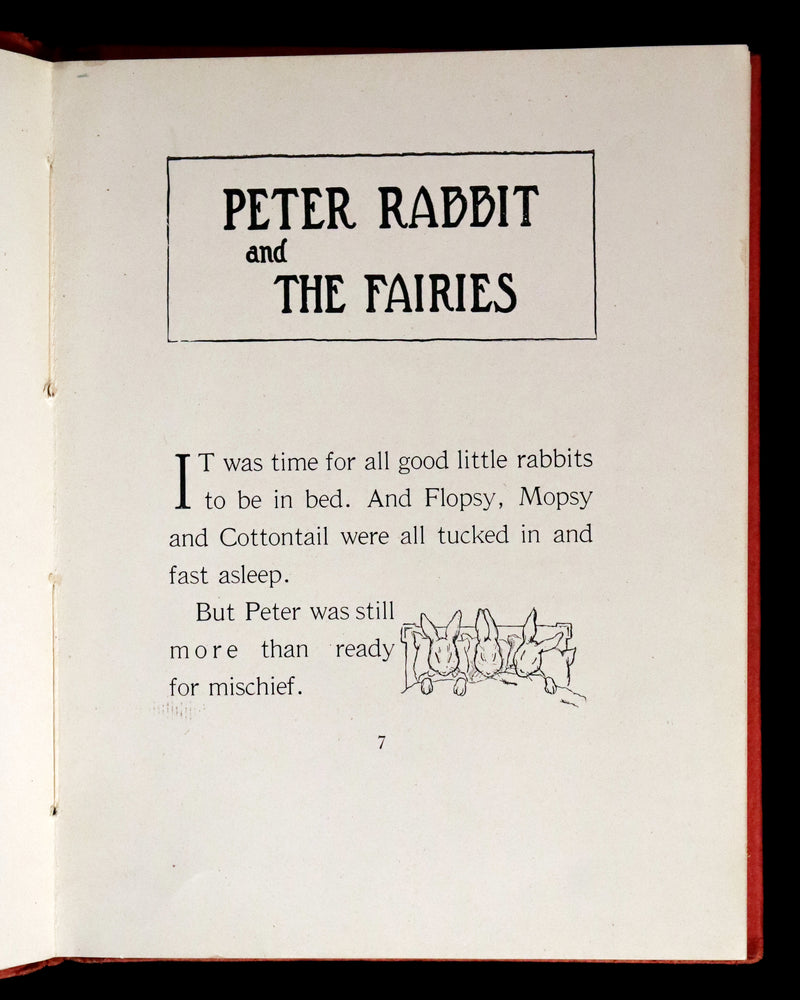 PETER RABBIT
and
THE FAIRIES
IT was time for all good little rabbits
to be in bed. And Flopsy, Mopsy
and Cottontail were all tucked in and
fast asleep.
But Peter was still
more than ready
for mischief.
7